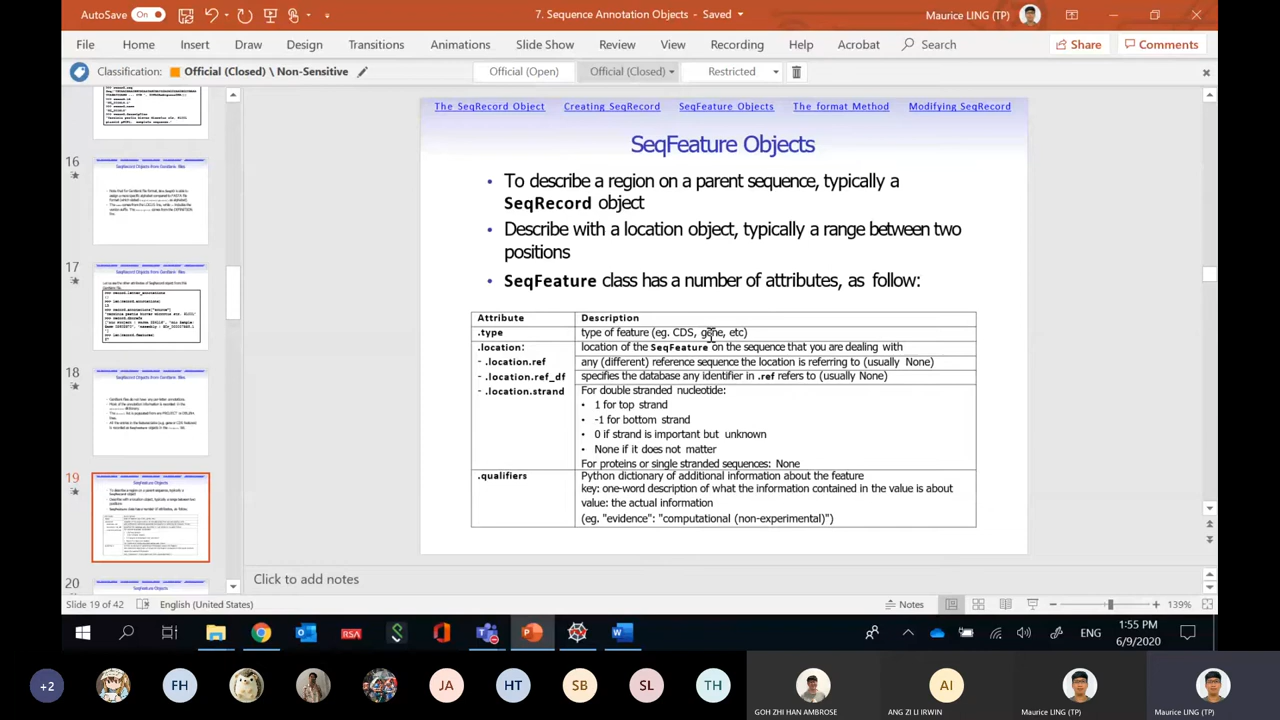 AutoSave On
7. Sequence Annotation Objects - Saved
Maurice LING (TP)
File Home Insert Draw Design Transitions Animations Slide Show Review View Recording Help Acrobat Search Share Comments
Classification: Official (Closed) \ Non-Sensitive Official (Open) Official (Closed) Restricted
The SeqRecord Object Creating SeqRecord SeqFeature Objects The Format Method Modifying SeqRecord
SeqFeature Objects
• To describe a region on a parent sequence, typically a
SeqRecord object
• Describe with a location object, typically a range between two
positions
• SeqFeature class has a number of attributes, as follow:
Attribute Description
.type type of feature (eg. CDS, gene, etc)
.location: location of the SeqFeature on the sequence that you are dealing with
- .location.ref any (different) reference sequence the location is referring to (usually None)
- .location.ref_df specifies the database any identifier in .ref refers to (usually None)
- .location.strand For double stranded nucleotide:
• 1 for top strand
• -1 for bottom strand
• 0 if strand is important but unknown
• None if it does not matter
For proteins or single stranded sequences: None
.qualifiers Python dictionary of additional information about the feature
key: one-word description of what the information contained in the value is about
value: the actual information
(eg. "evidence": "computational (non-experimental)")
16
17
18
19
20
SeqFeature Objects
Click to add notes
Slide 19 of 42 English (United States) Notes 139%
RSA ENG 1:55 PM
6/9/2020
+2 FH JA HT SB SL TH AI
GOH ZHI HAN AMBROSE ANG ZI LI IRWIN Maurice LING (TP) Maurice LING (TP)